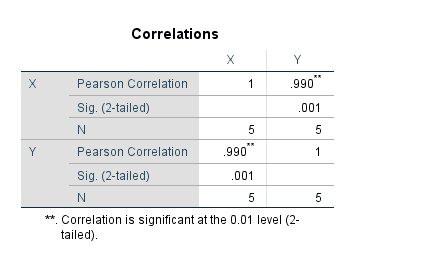 Correlations
X Y
X Pearson Correlation 1 .990**
Sig. (2-tailed) .001
N 5 5
Y Pearson Correlation .990** 1
Sig. (2-tailed) .001
N 5 5
**. Correlation is significant at the 0.01 level (2-
tailed).